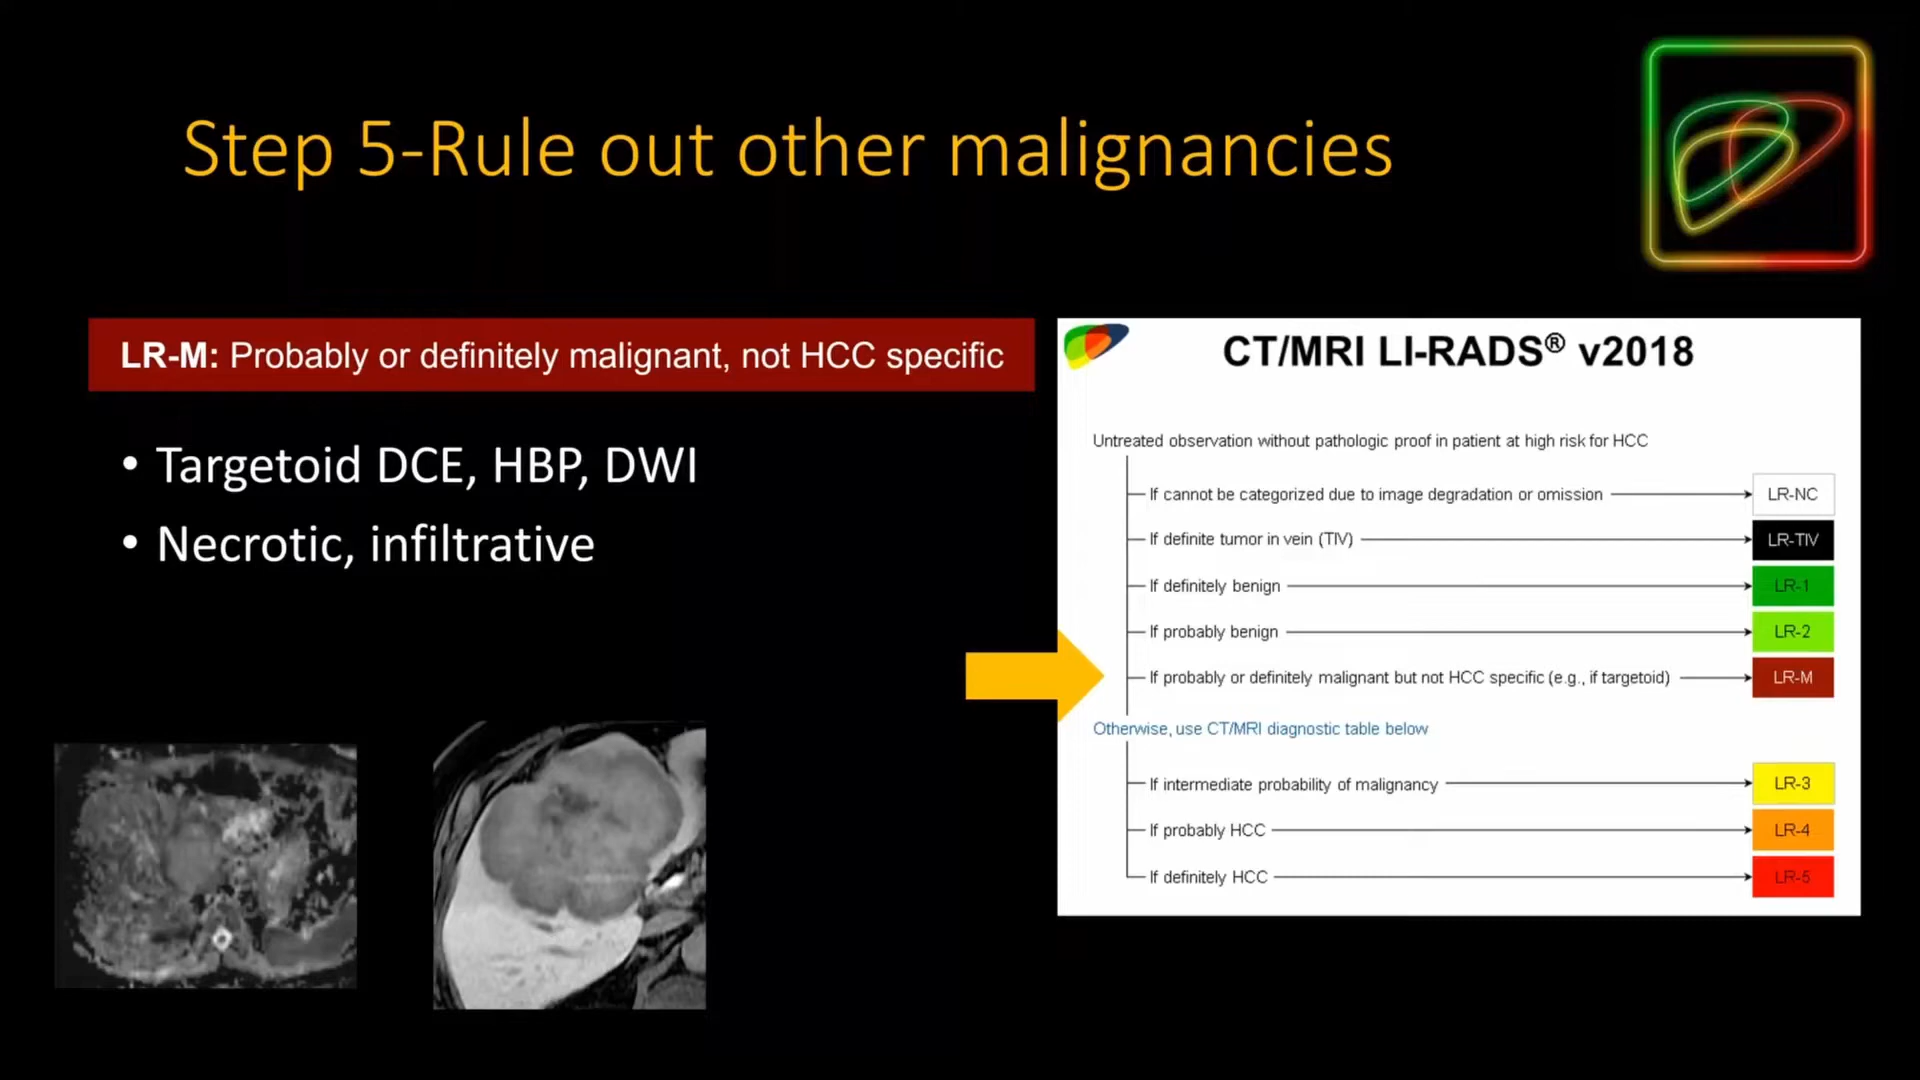 Step 5-Rule out other malignancies
LR-M: Probably or definitely malignant, not HCC specific
• Targetoid DCE, HBP, DWI
• Necrotic, infiltrative
CT/MRI LI-RADS® v2018
Untreated observation without pathologic proof in patient at high risk for HCC
If cannot be categorized due to image degradation or omission LR-NC
If definite tumor in vein (TIV) LR-TIV
If definitely benign LR-1
If probably benign LR-2
If probably or definitely malignant but not HCC specific (e.g., if targetoid) LR-M
Otherwise, use CT/MRI diagnostic table below
If intermediate probability of malignancy LR-3
If probably HCC LR-4
If definitely HCC LR-5